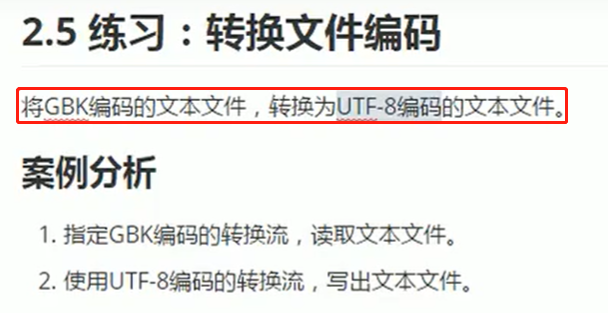 2.5 练习：转换文件编码
将GBK编码的文本文件，转换为UTF-8编码的文本文件。
案例分析
1. 指定GBK编码的转换流，读取文本文件。
2. 使用UTF-8编码的转换流，写出文本文件。